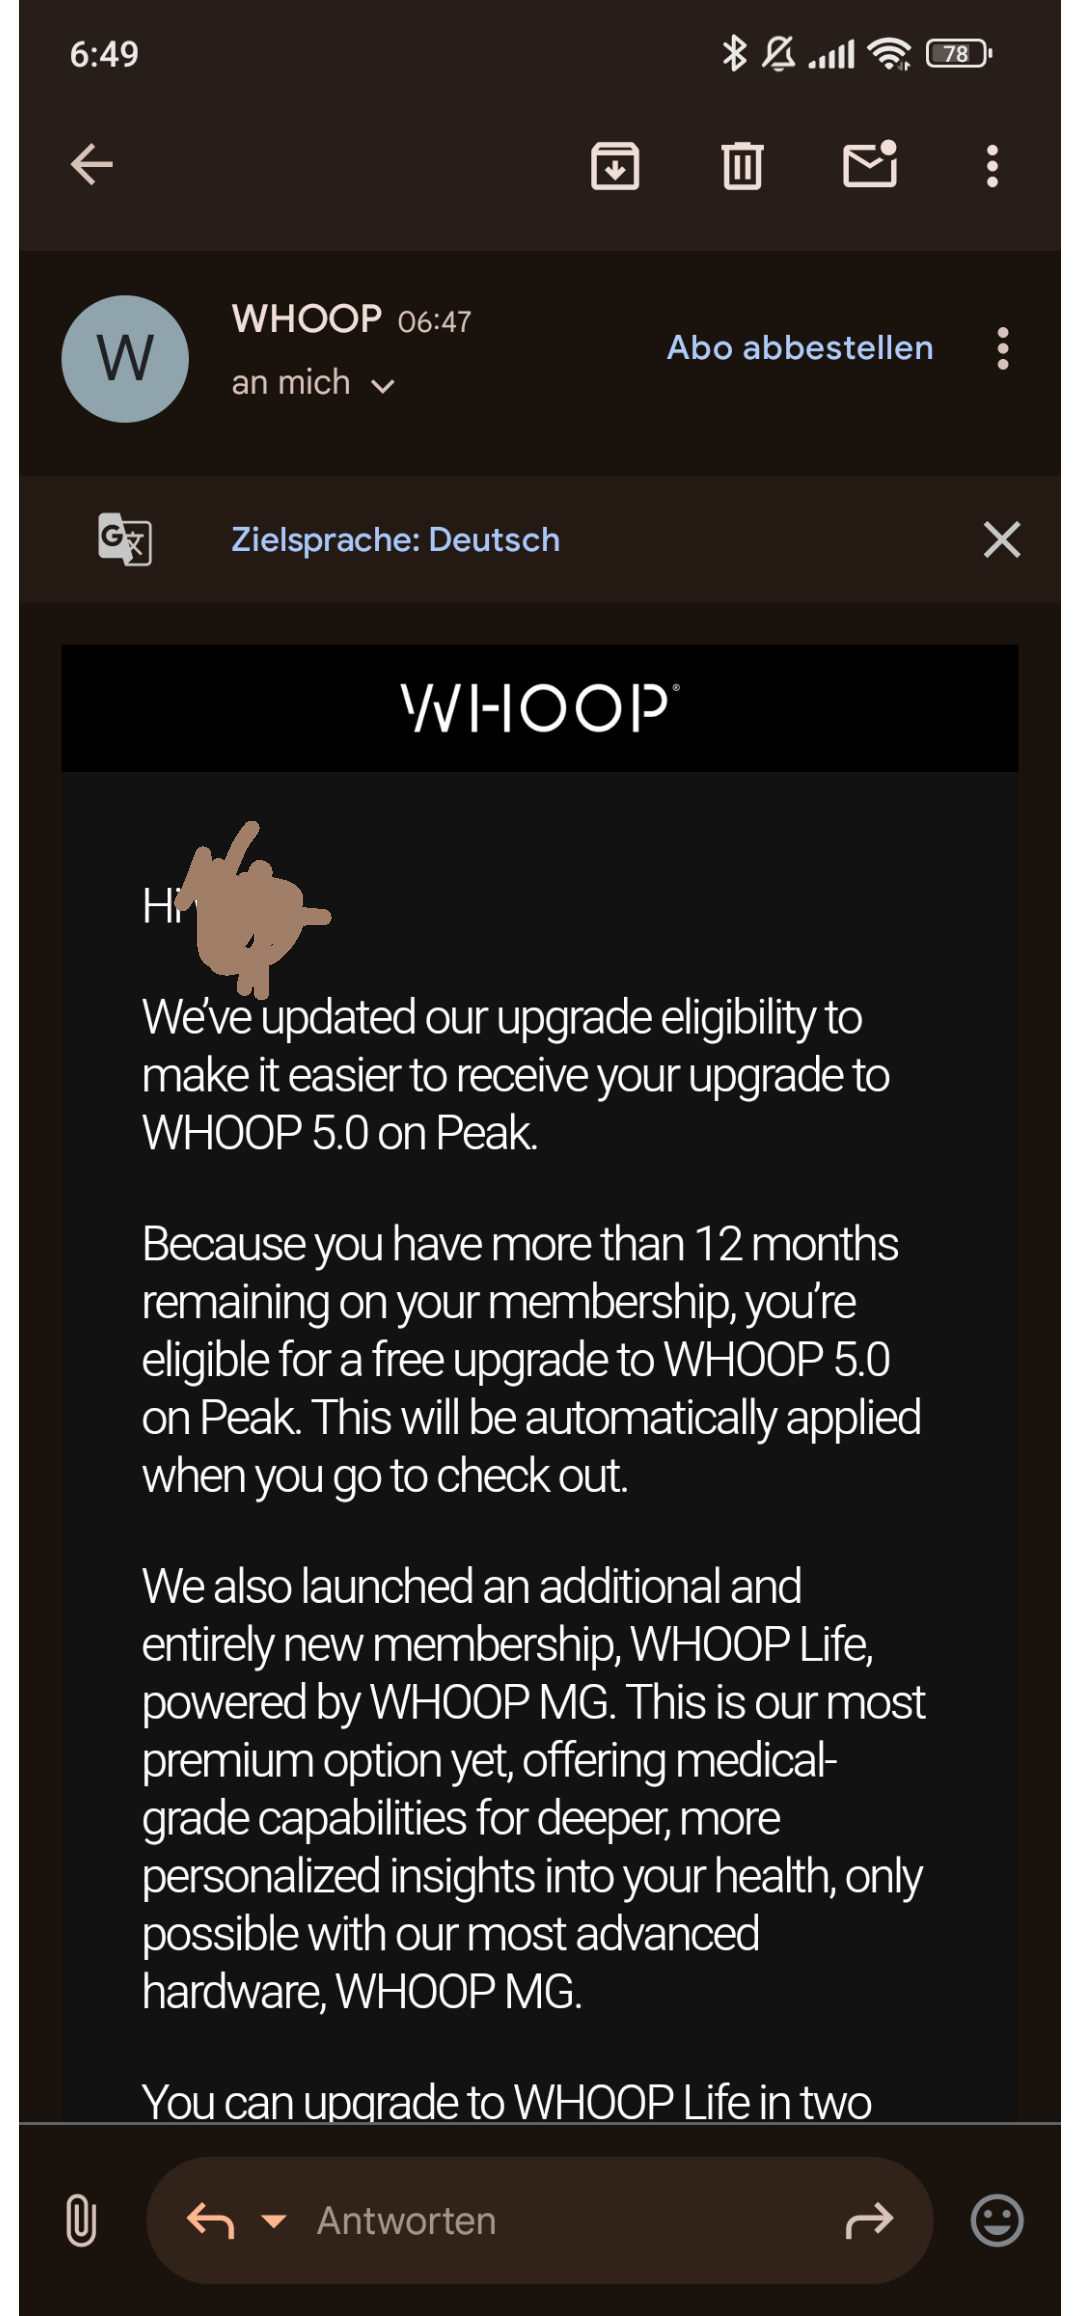 6:49
78
WHOOP 06:47
Abo abbestellen
W
an mich
Zielsprache: Deutsch
WHOOP®
Hi
We’ve updated our upgrade eligibility to
make it easier to receive your upgrade to
WHOOP 5.0 on Peak.
Because you have more than 12 months
remaining on your membership, you’re
eligible for a free upgrade to WHOOP 5.0
on Peak. This will be automatically applied
when you go to check out.
We also launched an additional and
entirely new membership, WHOOP Life,
powered by WHOOP MG. This is our most
premium option yet, offering medical-
grade capabilities for deeper, more
personalized insights into your health, only
possible with our most advanced
hardware, WHOOP MG.
You can upgrade to WHOOP Life in two
Antworten